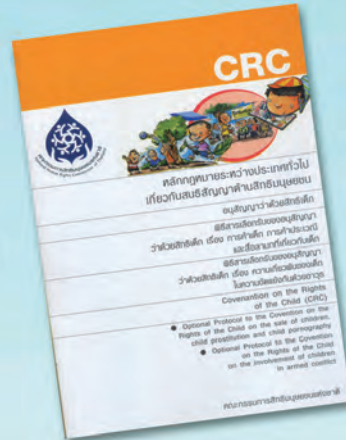 CRC
หลักกฎหมายระหว่างประเทศทั่วไป
เกี่ยวกับสนธิสัญญาด้านสิทธิมนุษยชน
อนุสัญญาว่าด้วยสิทธิเด็ก
พิธีสารเลือกรับของอนุสัญญา
ว่าด้วยสิทธิเด็ก เรื่อง การค้าเด็ก การค้าประเวณี
และสื่อลามกที่เกี่ยวกับเด็ก
พิธีสารเลือกรับของอนุสัญญา
ว่าด้วยสิทธิเด็ก เรื่อง ความเกี่ยวพันของเด็ก
ในความขัดแย้งกันด้วยอาวุธ
Covenantion on the Rights
of the Child (CRC)
● Optional Protocol to the Covention on the
Rights of the Child on the sale of children,
child prostitution and child pornography
● Optional Protocol to the Covention
on the Rights of the Child
on the involvement of children
in armed conflict
คณะกรรมการสิทธิมนุษยชนแห่งชาติ